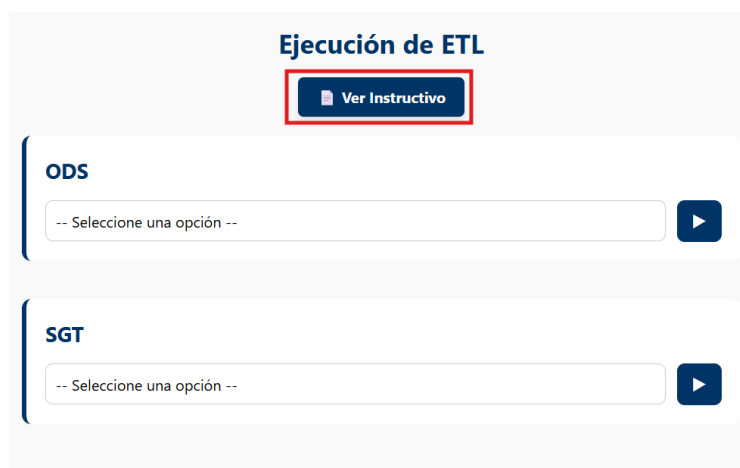 Ejecución de ETL
Ver Instructivo
ODS
-- Seleccione una opción --
SGT
-- Seleccione una opción --